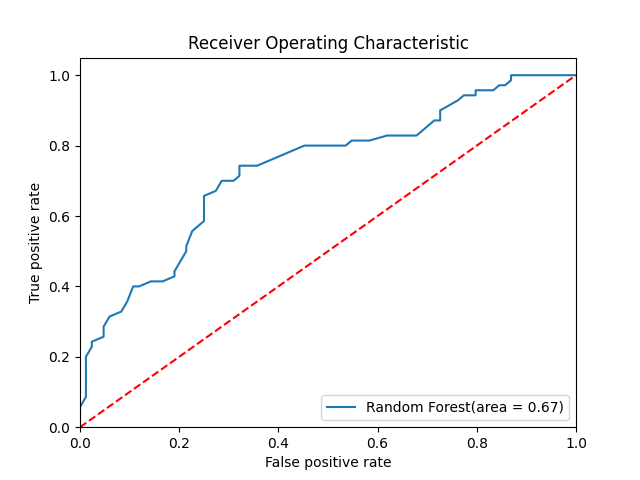 Receiver Operating Characteristic
True positive rate
1.0
0.8
0.6
0.4
0.2
0.0
Random Forest(area = 0.67)
0.0 0.2 0.4 0.6 0.8 1.0
False positive rate